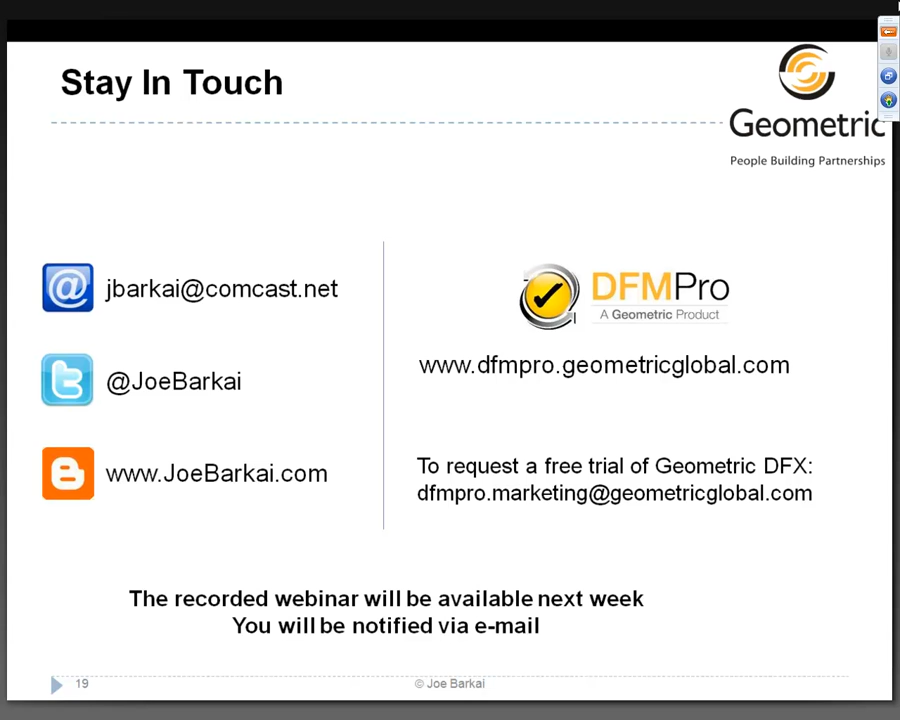 Stay In Touch
Geometric
People Building Partnerships
jbarkai@comcast.net
@JoeBarkai
www.JoeBarkai.com
DFMPro
A Geometric Product
www.dfmpro.geometricglobal.com
To request a free trial of Geometric DFX:
dfmpro.marketing@geometricglobal.com
The recorded webinar will be available next week
You will be notified via e-mail
19
© Joe Barkai